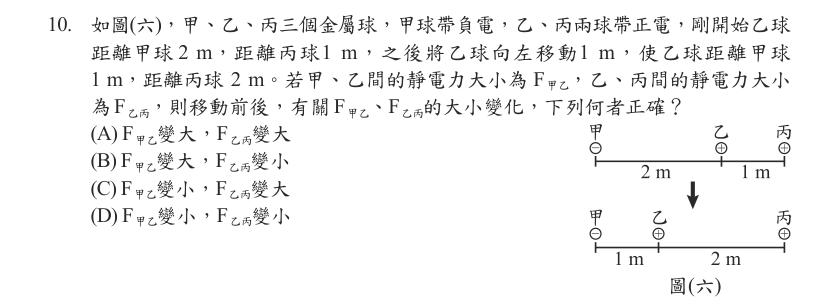 10. 如圖(六)，甲、乙、丙三個金屬球，甲球帶負電，乙、丙兩球帶正電，剛開始乙球
距離甲球2 m，距離丙球1 m，之後將乙球向左移動1 m，使乙球距離甲球
1 m，距離丙球 2 m。若甲、乙間的靜電力大小為F甲乙，乙、丙間的靜電力大小
為F乙丙，則移動前後，有關F甲乙、F乙丙的大小變化，下列何者正確？
(A) F甲乙變大，F乙丙變大
(B) F甲乙變大，F乙丙變小
(C) F甲乙變小，F乙丙變大
(D) F甲乙變小，F乙丙變小
甲 乙 丙
⊖ ⊕ ⊕
2 m 1 m
甲 乙 丙
⊖ ⊕ ⊕
1 m 2 m
圖(六)